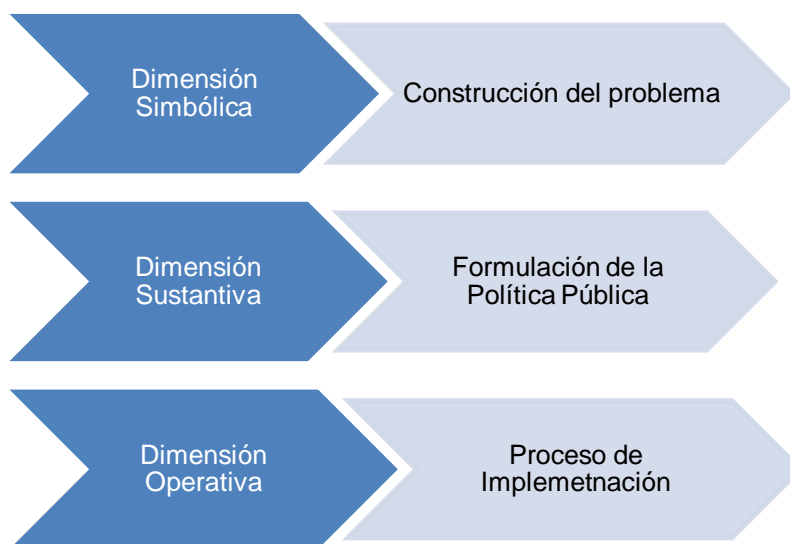 Dimensión
Simbólica
Construcción del problema
Dimensión
Sustantiva
Formulación de la
Política Pública
Dimensión
Operativa
Proceso de
Implemetnación